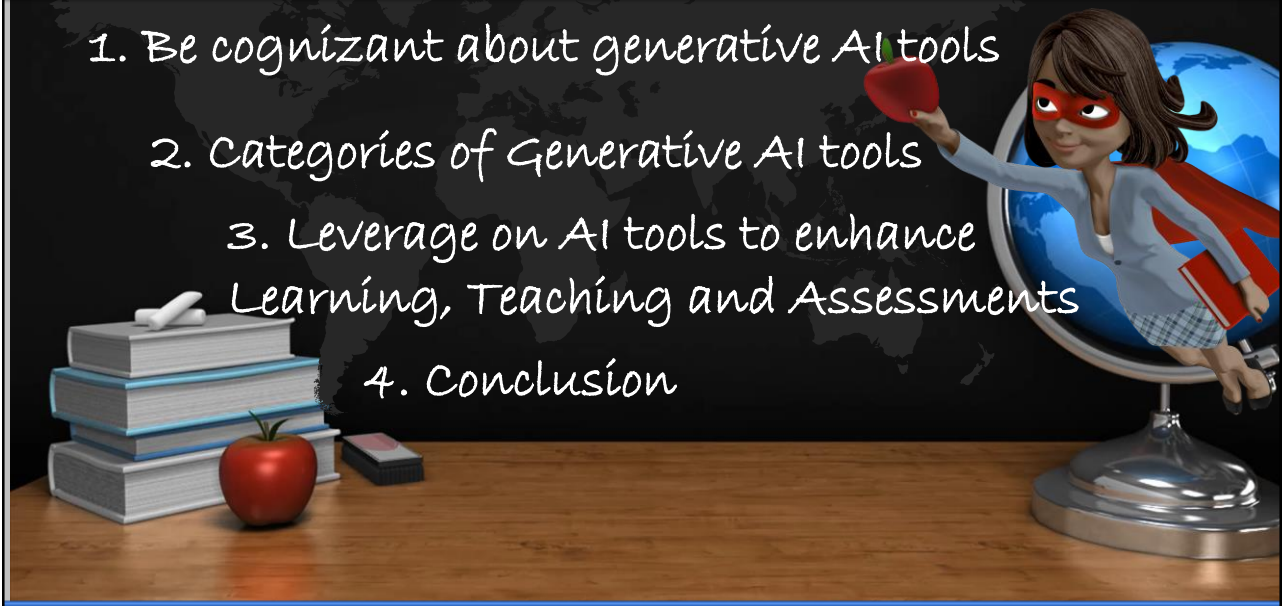 1. Be cognizant about generative AI tools
2. Categories of Generative AI tools
3. Leverage on AI tools to enhance
Learning, Teaching and Assessments
4. Conclusion